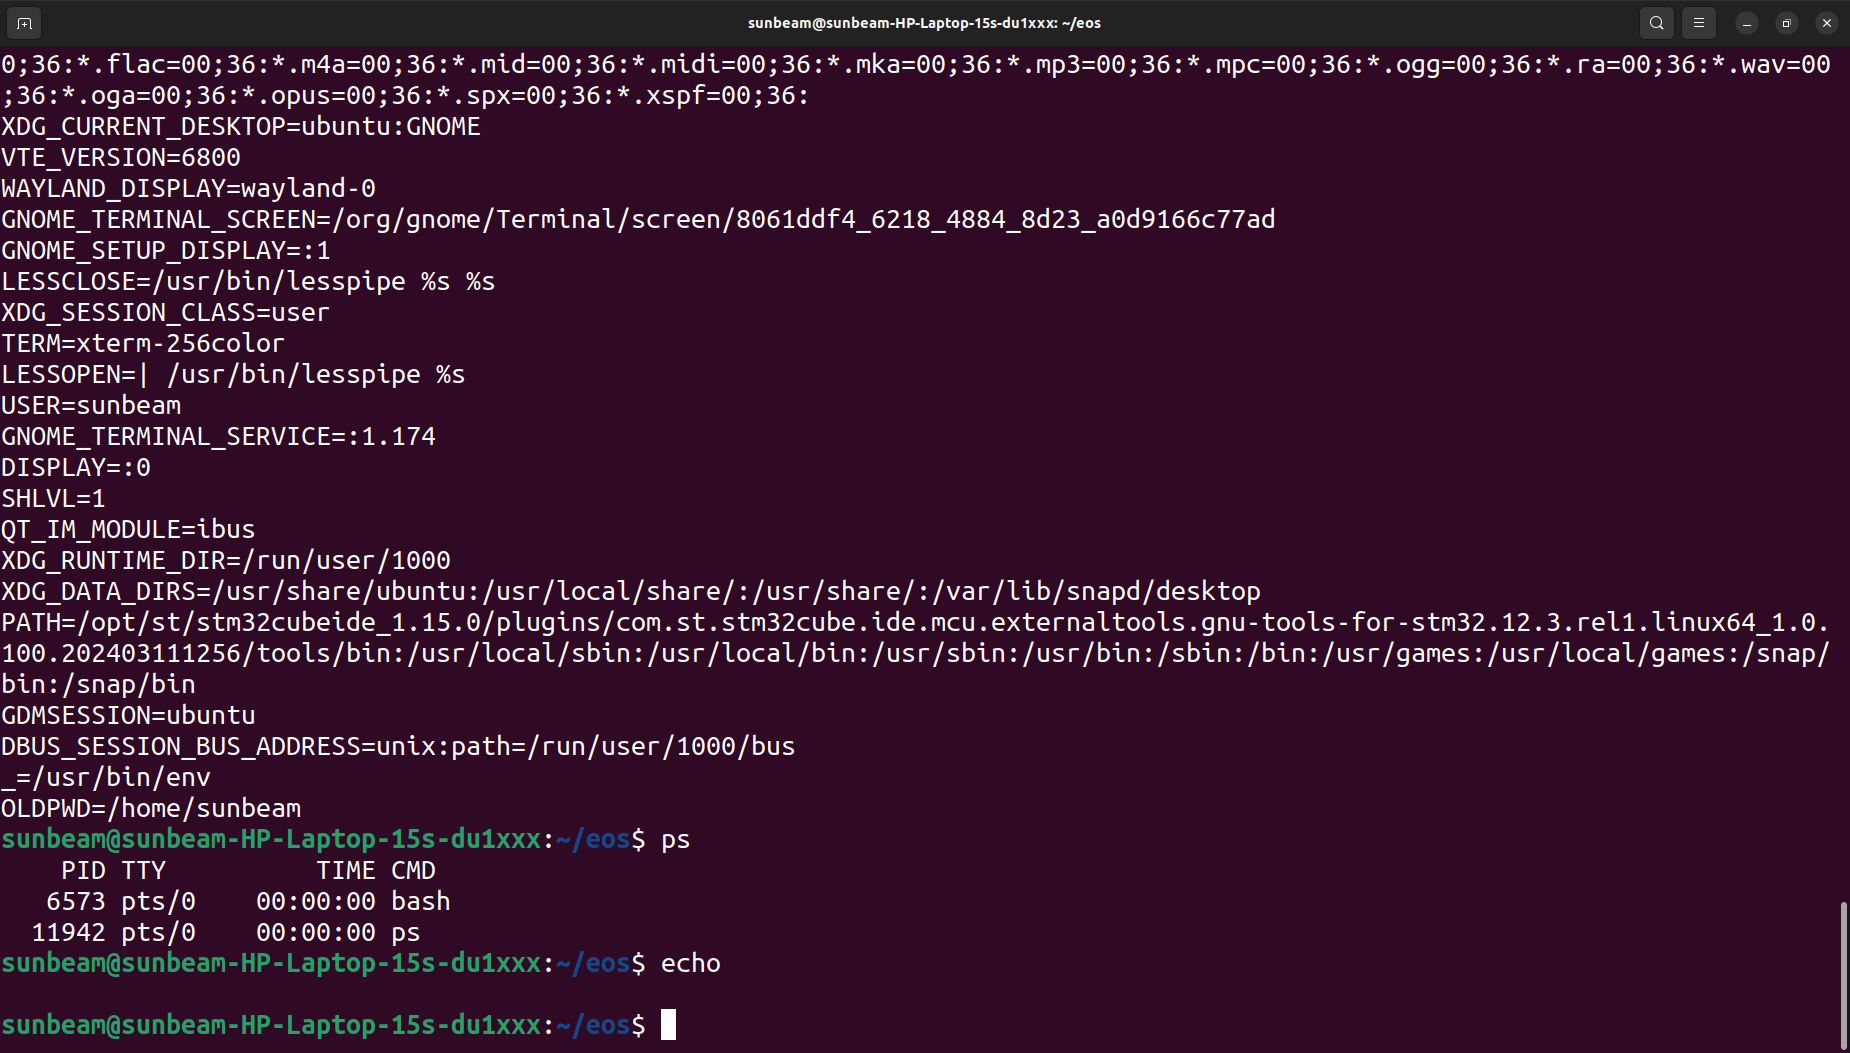 sunbeam@sunbeam-HP-Laptop-15s-du1xxx: ~/eos
0;36:*.flac=00;36:*.m4a=00;36:*.mid=00;36:*.midi=00;36:*.mka=00;36:*.mp3=00;36:*.mpc=00;36:*.ogg=00;36:*.ra=00;36:*.wav=00
;36:*.oga=00;36:*.opus=00;36:*.spx=00;36:*.xspf=00;36:
XDG_CURRENT_DESKTOP=ubuntu:GNOME
VTE_VERSION=6800
WAYLAND_DISPLAY=wayland-0
GNOME_TERMINAL_SCREEN=/org/gnome/Terminal/screen/8061ddf4_6218_4884_8d23_a0d9166c77ad
GNOME_SETUP_DISPLAY=:1
LESSCLOSE=/usr/bin/lesspipe %s %s
XDG_SESSION_CLASS=user
TERM=xterm-256color
LESSOPEN=| /usr/bin/lesspipe %s
USER=sunbeam
GNOME_TERMINAL_SERVICE=:1.174
DISPLAY=:0
SHLVL=1
QT_IM_MODULE=ibus
XDG_RUNTIME_DIR=/run/user/1000
XDG_DATA_DIRS=/usr/share/ubuntu:/usr/local/share/:/usr/share/:/var/lib/snapd/desktop
PATH=/opt/st/stm32cubeide_1.15.0/plugins/com.st.stm32cube.ide.mcu.externaltools.gnu-tools-for-stm32.12.3.rel1.linux64_1.0.
100.202403111256/tools/bin:/usr/local/sbin:/usr/local/bin:/usr/sbin:/usr/bin:/sbin:/bin:/usr/games:/usr/local/games:/snap/
bin:/snap/bin
GDMSESSION=ubuntu
DBUS_SESSION_BUS_ADDRESS=unix:path=/run/user/1000/bus
_=/usr/bin/env
OLDPWD=/home/sunbeam
sunbeam@sunbeam-HP-Laptop-15s-du1xxx:~/eos$ ps
    PID TTY          TIME CMD
   6573 pts/0    00:00:00 bash
  11942 pts/0    00:00:00 ps
sunbeam@sunbeam-HP-Laptop-15s-du1xxx:~/eos$ echo

sunbeam@sunbeam-HP-Laptop-15s-du1xxx:~/eos$